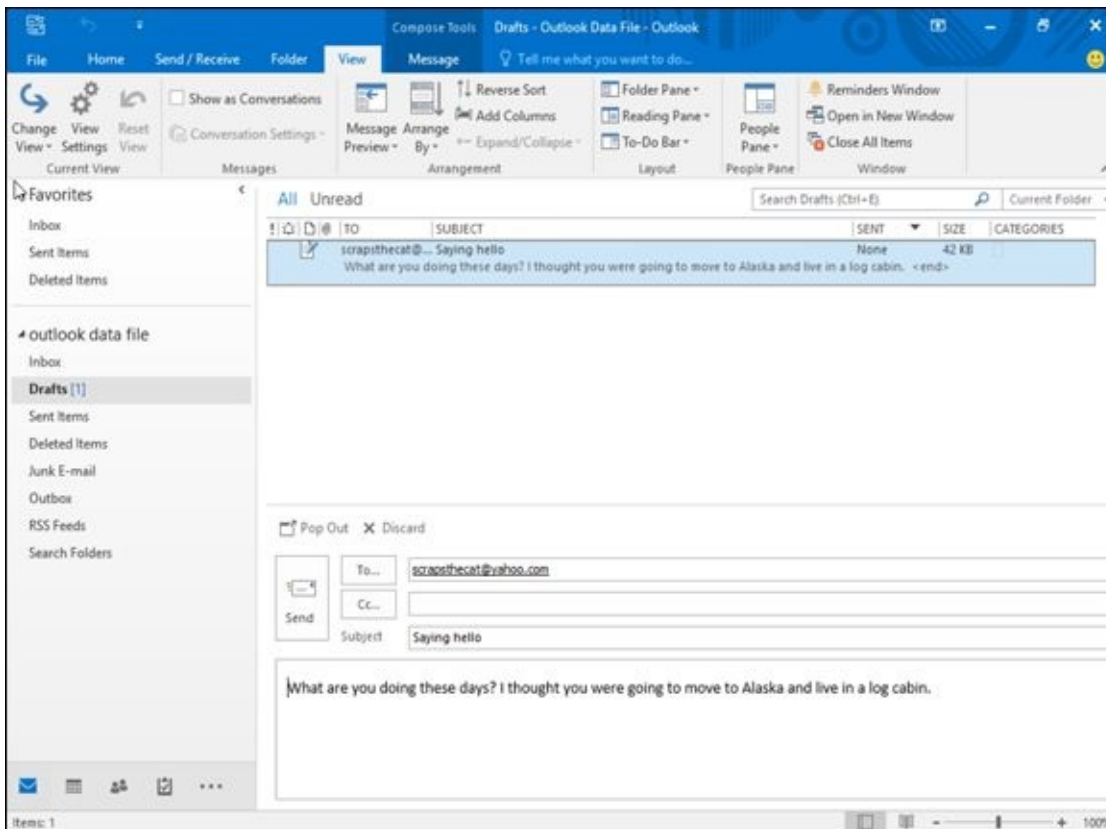 Compose Tools Drafts - Outlook Data File - Outlook
File Home Send / Receive Folder View Message Tell me what you want to do...
Change View View Settings Reset View
Current View
Show as Conversations
Conversation Settings
Messages
Message Preview Arrange By
Reverse Sort
Add Columns
Expand/Collapse
Arrangement
Folder Pane
Reading Pane
To-Do Bar
Layout
People Pane
People Pane
Reminders Window
Open in New Window
Close All Items
Window
Favorites
Inbox
Sent Items
Deleted Items
outlook data file
Inbox
Drafts [1]
Sent Items
Deleted Items
Junk E-mail
Outbox
RSS Feeds
Search Folders
All Unread
Search Drafts (Ctrl+E) Current Folder
! TO SUBJECT SENT SIZE CATEGORIES
scrapsthecat@... Saying hello None 42 KB
What are you doing these days? I thought you were going to move to Alaska and live in a log cabin. <end>
Pop Out Discard
Send
To... scrapsthecat@yahoo.com
Cc...
Subject Saying hello
What are you doing these days? I thought you were going to move to Alaska and live in a log cabin.
Items: 1 100%